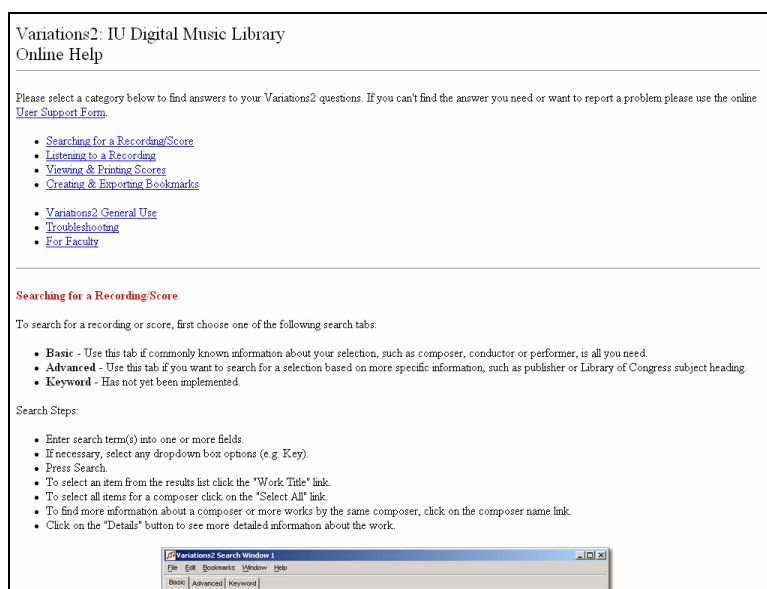 Variations2: IU Digital Music Library
Online Help
Please select a category below to find answers to your Variations2 questions. If you can't find the answer you need or want to report a problem please use the online
User Support Form.
• Searching for a Recording/Score
• Listening to a Recording
• Viewing & Printing Scores
• Creating & Exporting Bookmarks
• Variations2 General Use
• Troubleshooting
• For Faculty
Searching for a Recording/Score
To search for a recording or score, first choose one of the following search tabs:
• Basic - Use this tab if commonly known information about your selection, such as composer, conductor or performer, is all you need.
• Advanced - Use this tab if you want to search for a selection based on more specific information, such as publisher or Library of Congress subject heading.
• Keyword - Has not yet been implemented.
Search Steps:
• Enter search term(s) into one or more fields.
• If necessary, select any dropdown box options (e.g. Key).
• Press Search.
• To select an item from the results list click the "Work Title" link.
• To select all items for a composer click on the "Select All" link.
• To find more information about a composer or more works by the same composer, click on the composer name link.
• Click on the "Details" button to see more detailed information about the work.
Variations2 Search Window 1
File Edit Bookmarks Window Help
Basic Advanced Keyword